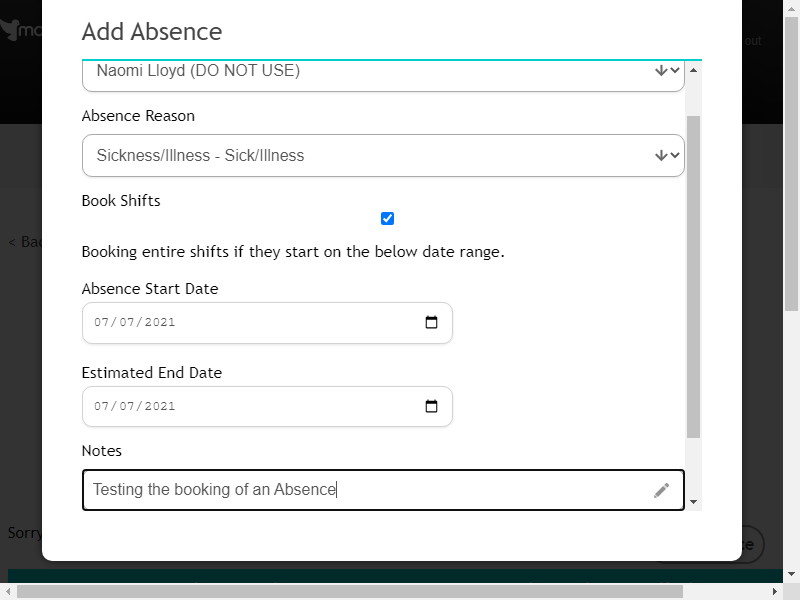 Add Absence
out
Naomi Lloyd (DO NOT USE)
Absence Reason
Sickness/Illness - Sick/Illness
Book Shifts
Booking entire shifts if they start on the below date range.
Absence Start Date
07/07/2021
Estimated End Date
07/07/2021
Notes
Testing the booking of an Absence
Sorry